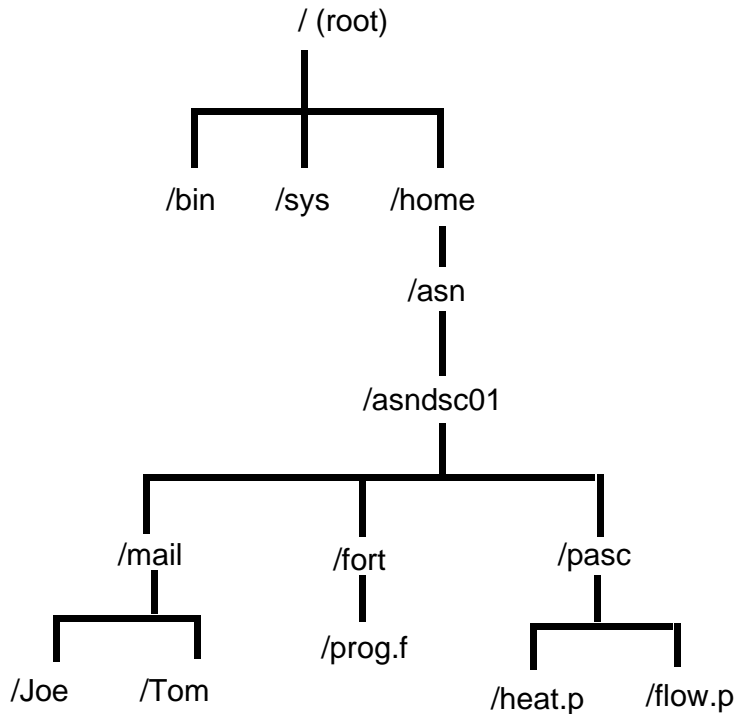 / (root)
/bin /sys /home
/asn
/asndsc01
/mail /fort /pasc
/prog.f
/Joe /Tom /heat.p /flow.p